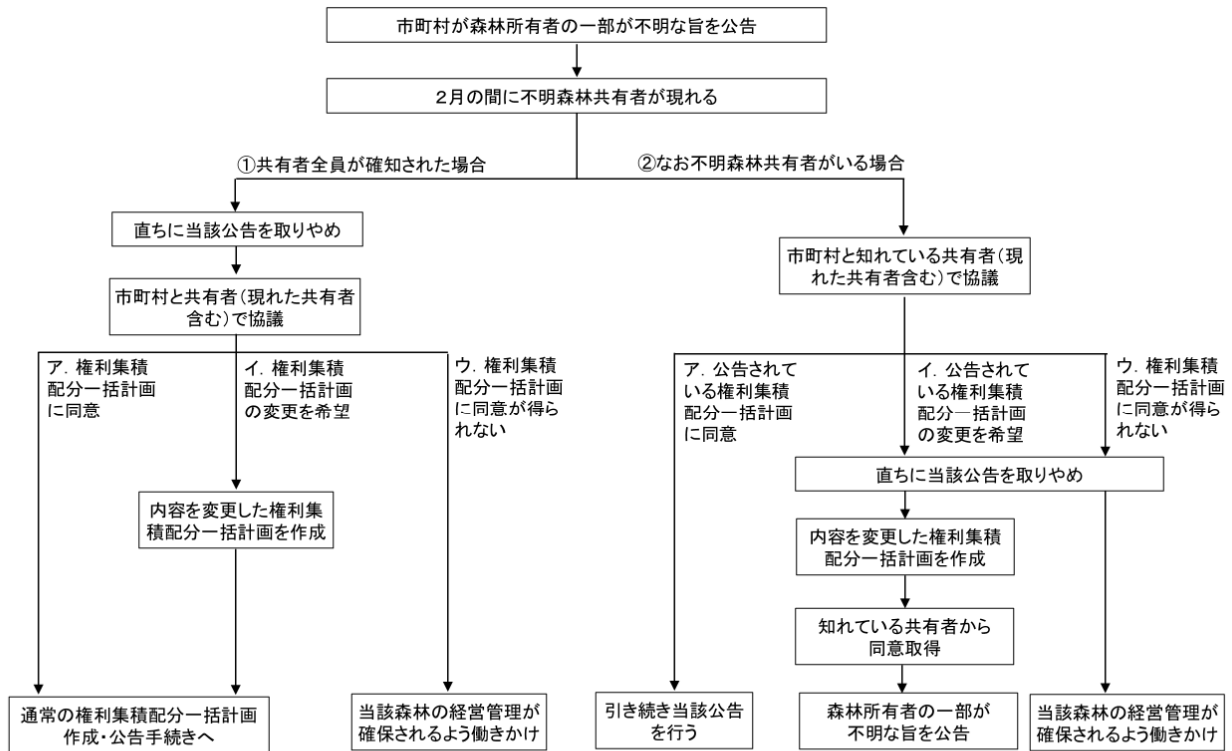 市町村が森林所有者の一部が不明な旨を公告
２月の間に不明森林共有者が現れる
①共有者全員が確知された場合
②なお不明森林共有者がいる場合
直ちに当該公告を取りやめ
市町村と共有者（現れた共有者
含む）で協議
ア．権利集積
配分一括計画
に同意
イ．権利集積
配分一括計画
の変更を希望
ウ．権利集積
配分一括計画
に同意が得ら
れない
内容を変更した権利集
積配分一括計画を作成
通常の権利集積配分一括計画
作成・公告手続きへ
当該森林の経営管理が
確保されるよう働きかけ
市町村と知れている共有者（現
れた共有者含む）で協議
ア．公告されて
いる権利集積
配分一括計画
に同意
イ．公告されて
いる権利集積
配分一括計画
の変更を希望
ウ．権利集積
配分一括計画
に同意が得ら
れない
直ちに当該公告を取りやめ
内容を変更した権利集積
配分一括計画を作成
知れている共有者から
同意取得
引き続き当該公告
を行う
森林所有者の一部が
不明な旨を公告
当該森林の経営管理が
確保されるよう働きかけ